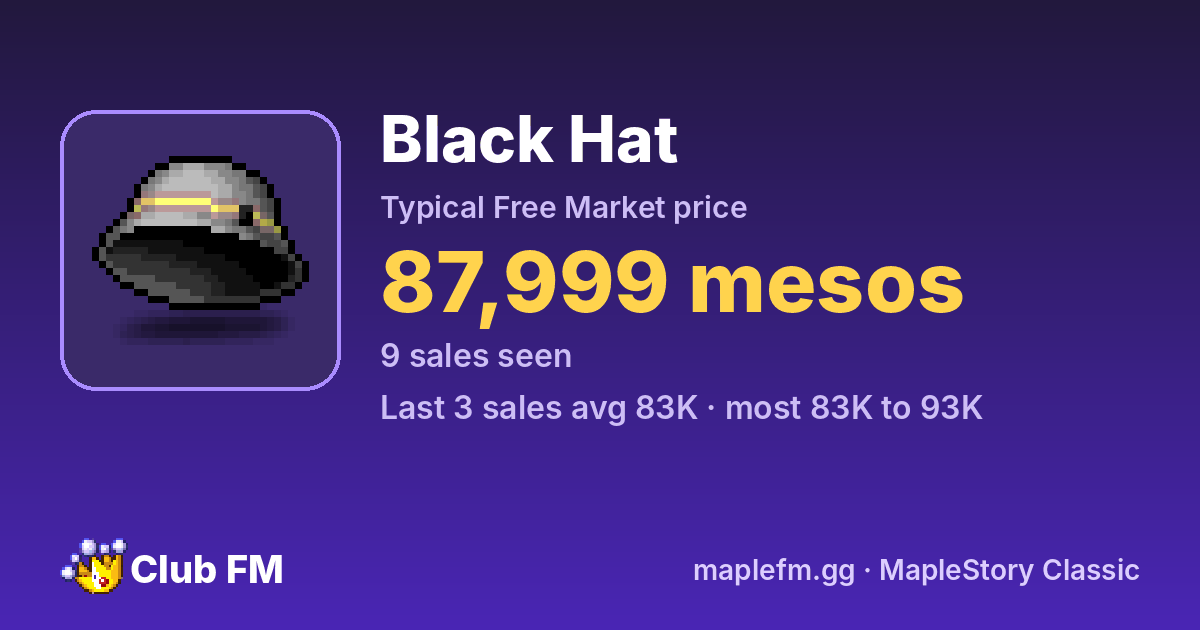 Black Hat
Typical Free Market price
87,999 mesos
9 sales seen
Last 3 sales avg 83K · most 83K to 93K
Club FM
maplefm.gg · MapleStory Classic